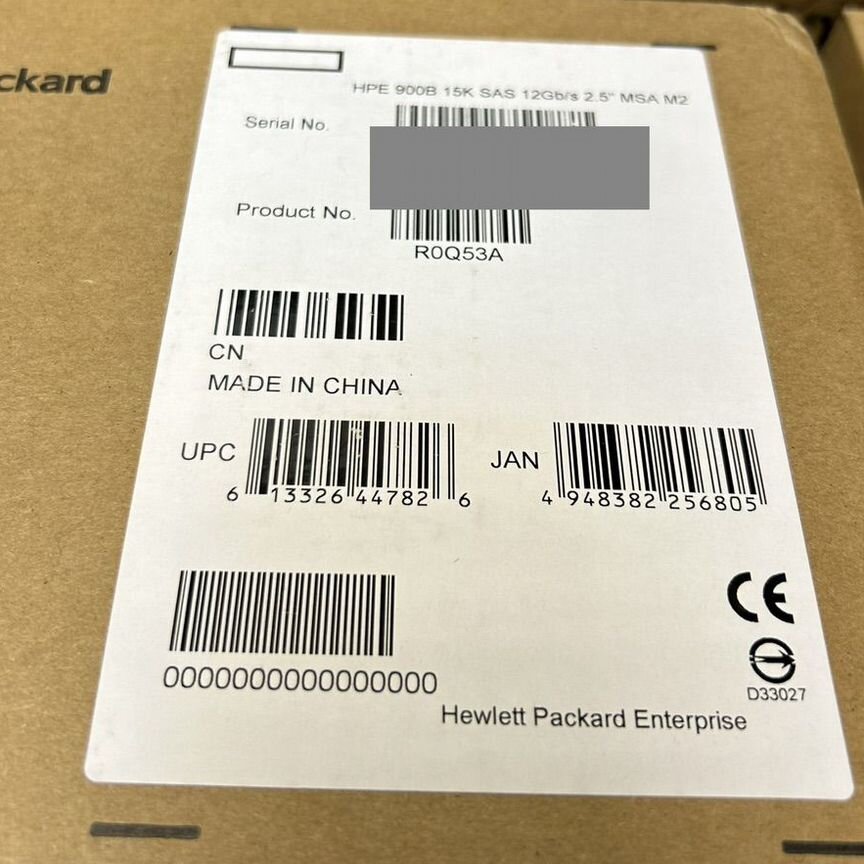 ckard
HPE 900B 15K SAS 12Gb/s 2.5" MSA M2
Serial No.
Product No.
R0Q53A
CN
MADE IN CHINA
UPC
6 13326 44782 6
JAN
4 948382 256805
CE
0000000000000000
D33027
Hewlett Packard Enterprise